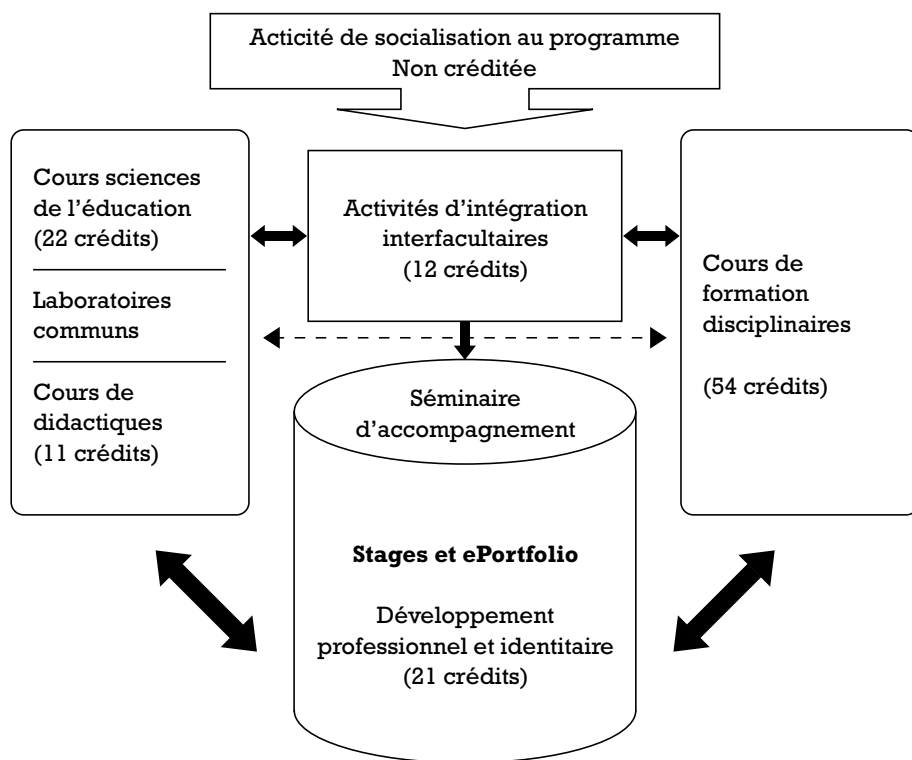 Acticité de socialisation au programme
Non créditée
Cours sciences
de l’éducation
(22 crédits)
Laboratoires
communs
Cours de
didactiques
(11 crédits)
Activités d’intégration
interfacultaires
(12 crédits)
Cours de
formation
disciplinaires
(54 crédits)
Séminaire
d’accompagnement
Stages et ePortfolio
Développement
professionnel et identitaire
(21 crédits)